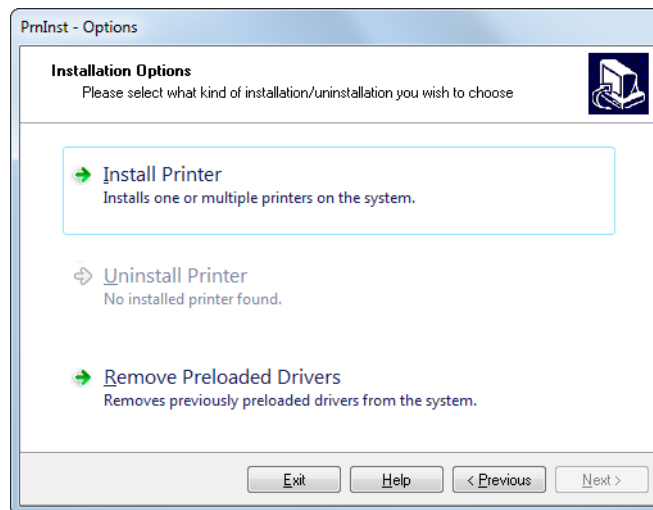 PrnInst - Options
Installation Options
Please select what kind of installation/uninstallation you wish to choose
Install Printer
Installs one or multiple printers on the system.
Uninstall Printer
No installed printer found.
Remove Preloaded Drivers
Removes previously preloaded drivers from the system.
Exit Help < Previous Next >